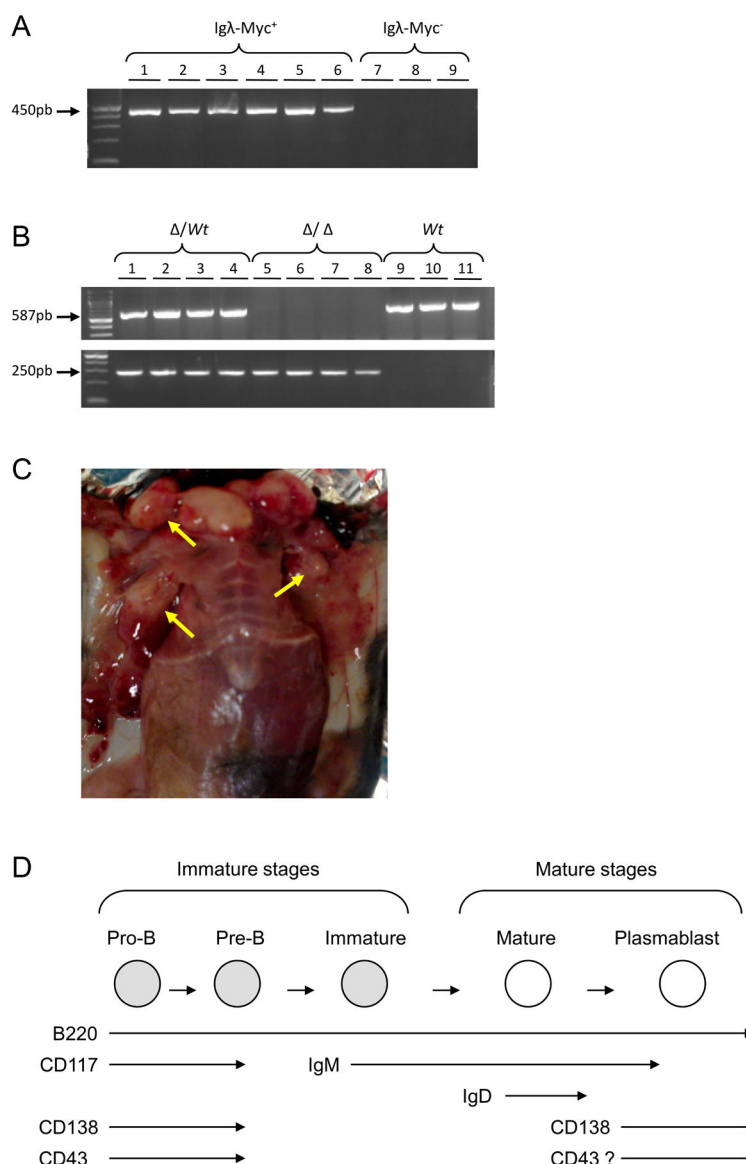 A
Igλ-Myc⁺ Igλ-Myc⁻
1 2 3 4 5 6 7 8 9
450pb
B
Δ/Wt Δ/ Δ Wt
1 2 3 4 5 6 7 8 9 10 11
587pb
250pb
C
D
Immature stages Mature stages
Pro-B Pre-B Immature Mature Plasmablast
B220
CD117 IgM
IgD
CD138 CD138
CD43 CD43 ?